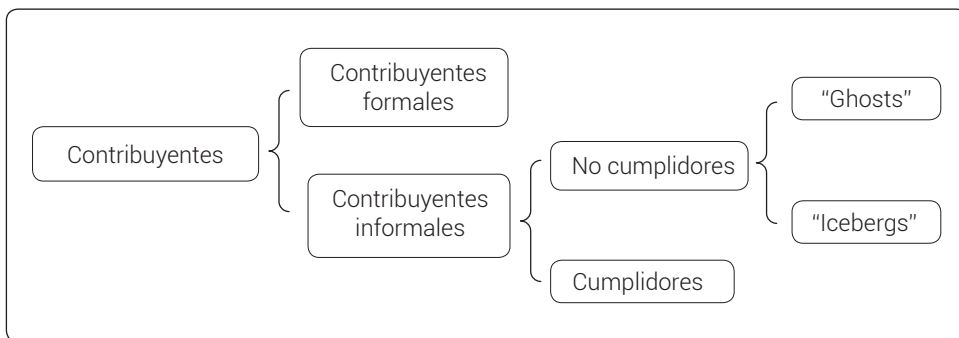 Contribuyentes
Contribuyentes
formales
Contribuyentes
informales
No cumplidores
Cumplidores
“Ghosts”
“Icebergs”